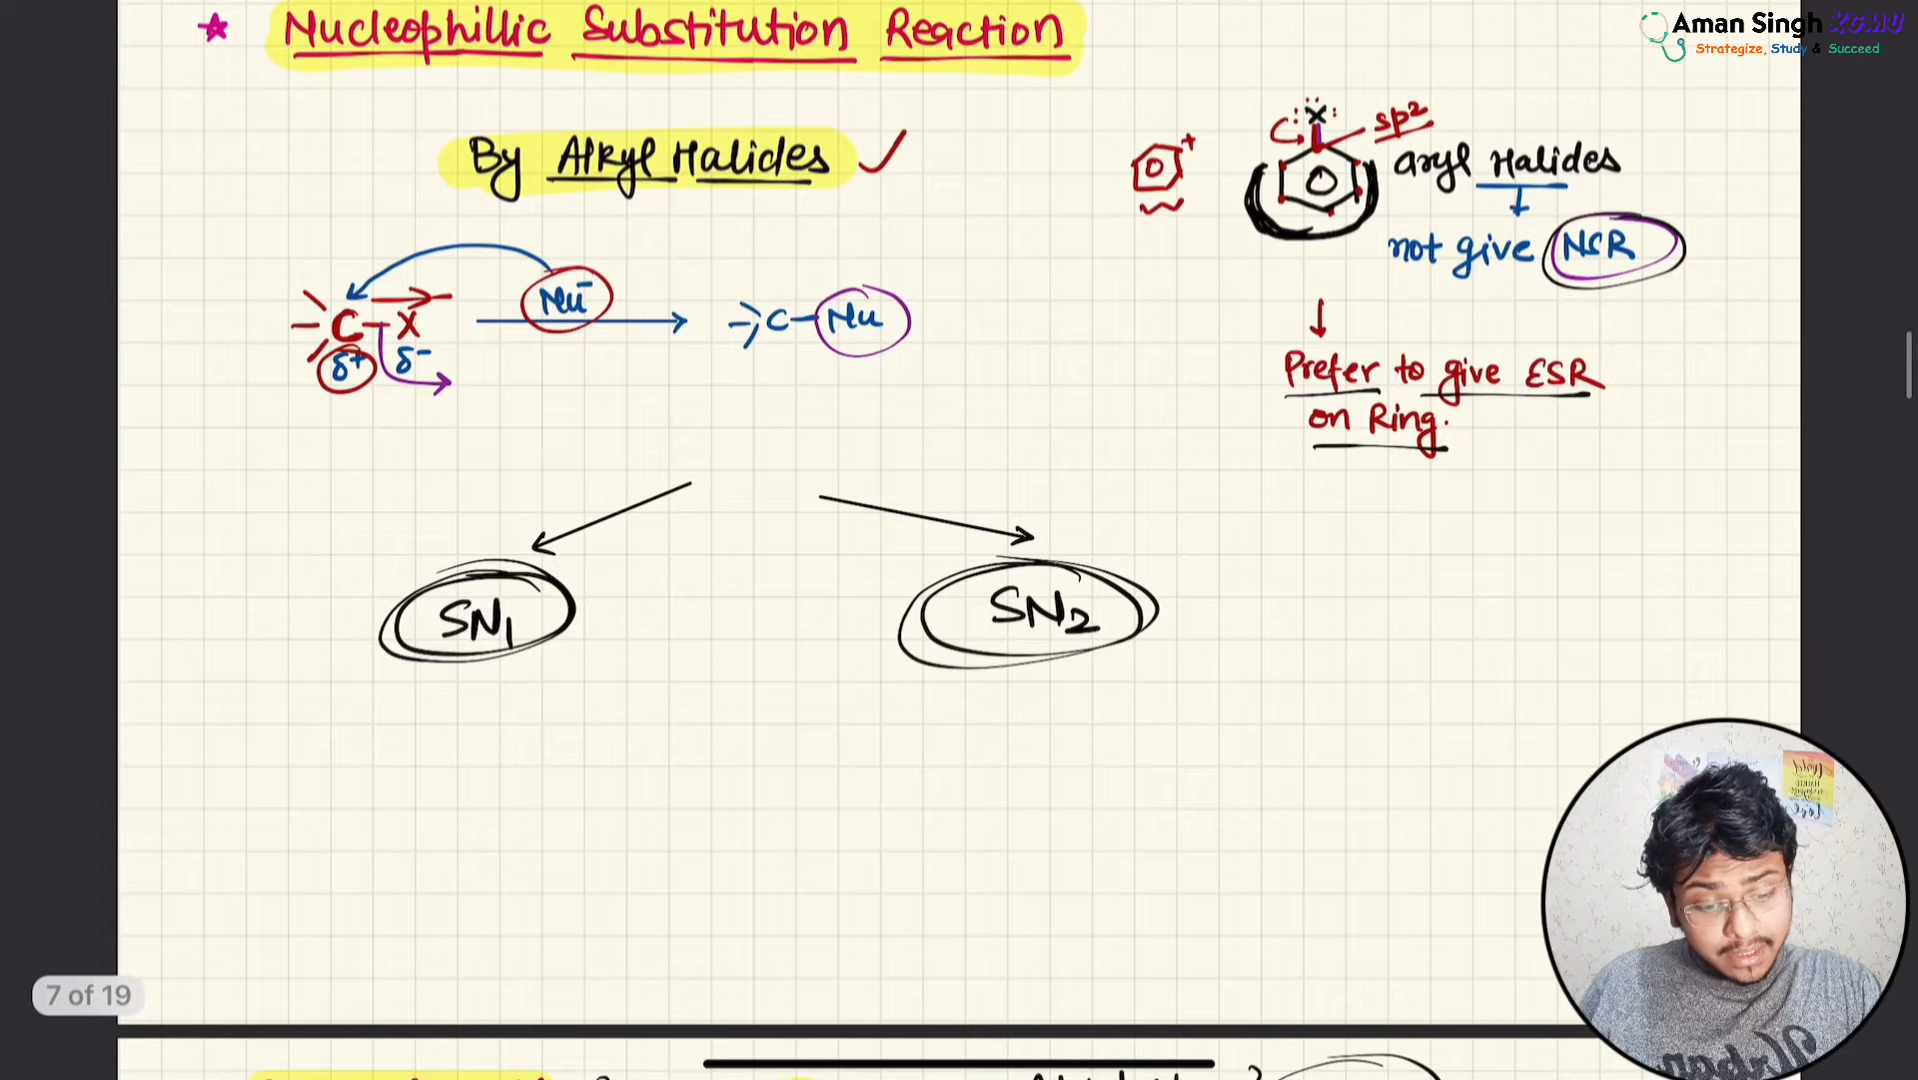 ★ Nucleophillic Substitution Reaction
Aman Singh XCMU
Strategize, Study & Succeed
By Alkyl Halides ✓
C X sp²
+
aryl Halides
not give NSR
C-X
δ+ δ-
Nu⁻
C-Nu
Prefer to give ESR
on Ring.
SN1
SN2
7 of 19